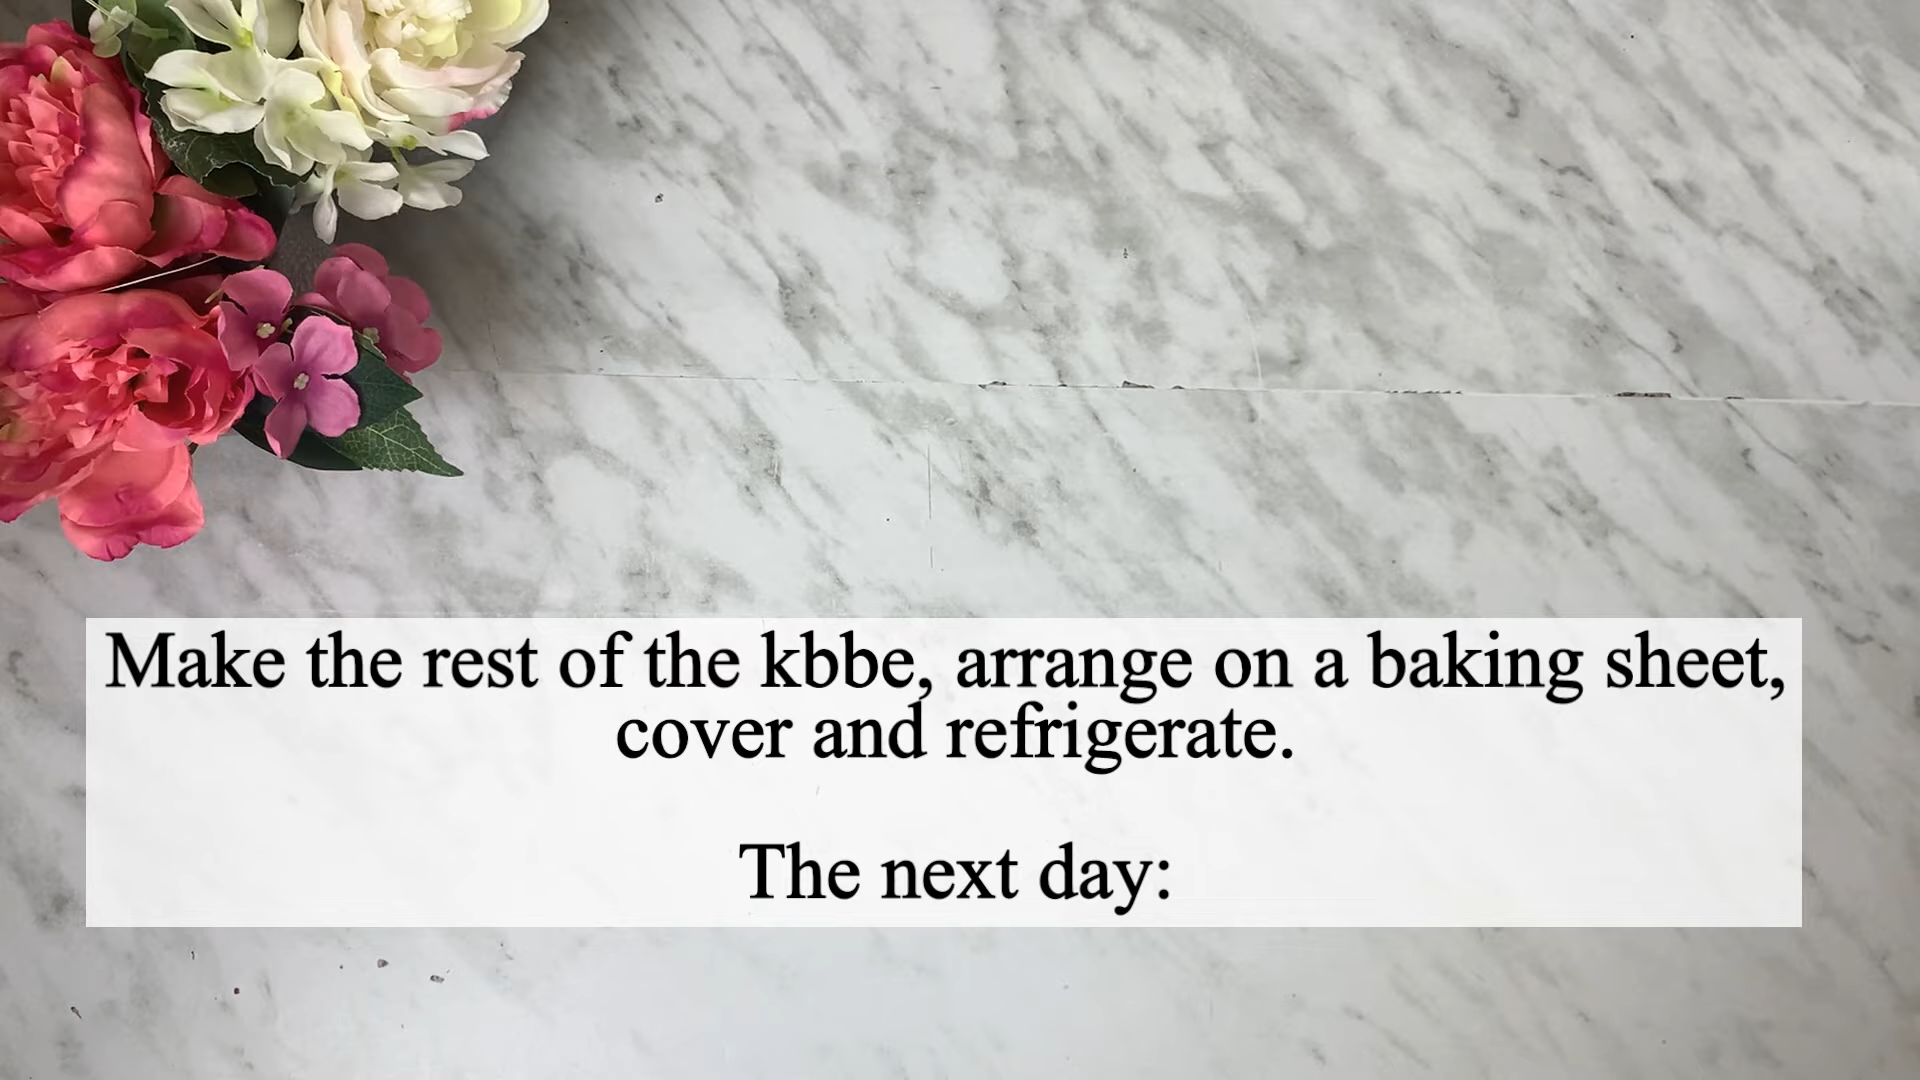 Make the rest of the kbbe, arrange on a baking sheet,
cover and refrigerate.
The next day: